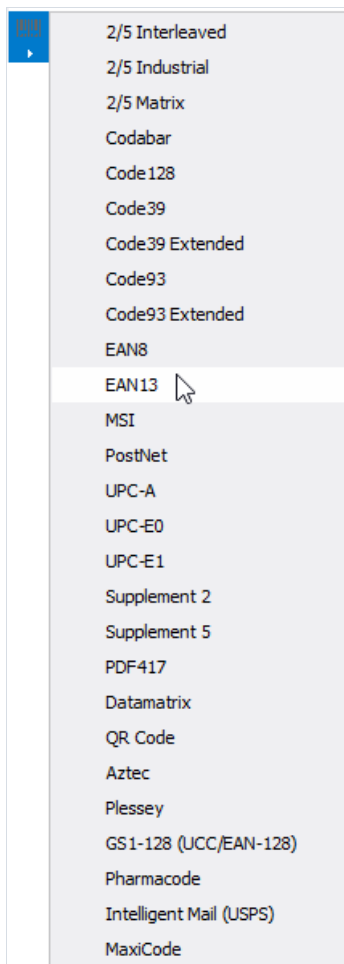 2/5 Interleaved
2/5 Industrial
2/5 Matrix
Codabar
Code128
Code39
Code39 Extended
Code93
Code93 Extended
EAN8
EAN13
MSI
PostNet
UPC-A
UPC-E0
UPC-E1
Supplement 2
Supplement 5
PDF417
Datamatrix
QR Code
Aztec
Plessey
GS1-128 (UCC/EAN-128)
Pharmacode
Intelligent Mail (USPS)
MaxiCode